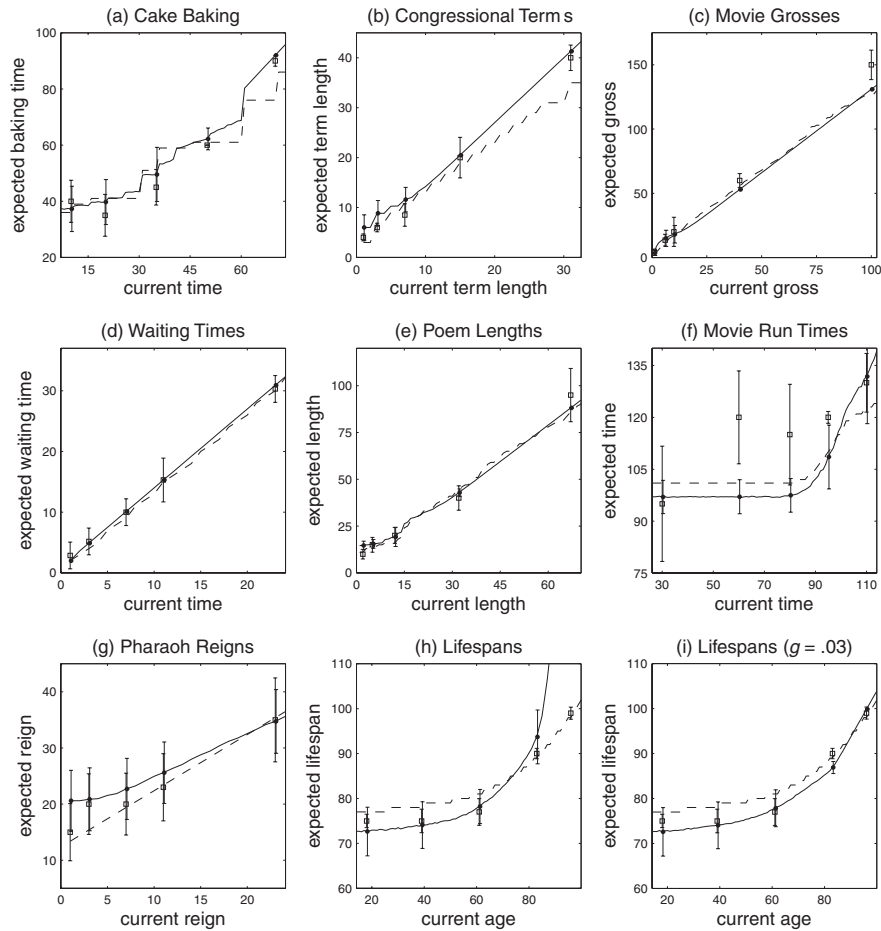 (a) Cake Baking
expected baking time
100
80
60
40
20
15 30 45 60
current time
(b) Congressional Terms
expected term length
40
30
20
10
0
0 10 20 30
current term length
(c) Movie Grosses
expected gross
150
100
50
0
0 25 50 75 100
current gross
(d) Waiting Times
expected waiting time
30
20
10
0
0 5 10 15 20
current time
(e) Poem Lengths
expected length
100
75
50
25
0
0 15 30 45 60
current length
(f) Movie Run Times
expected time
135
120
105
90
75
30 50 70 90 110
current time
(g) Pharaoh Reigns
expected reign
40
30
20
10
0 5 10 15 20
current reign
(h) Lifespans
expected lifespan
110
100
90
80
70
60
20 40 60 80
current age
(i) Lifespans (g = .03)
expected lifespan
110
100
90
80
70
60
20 40 60 80
current age